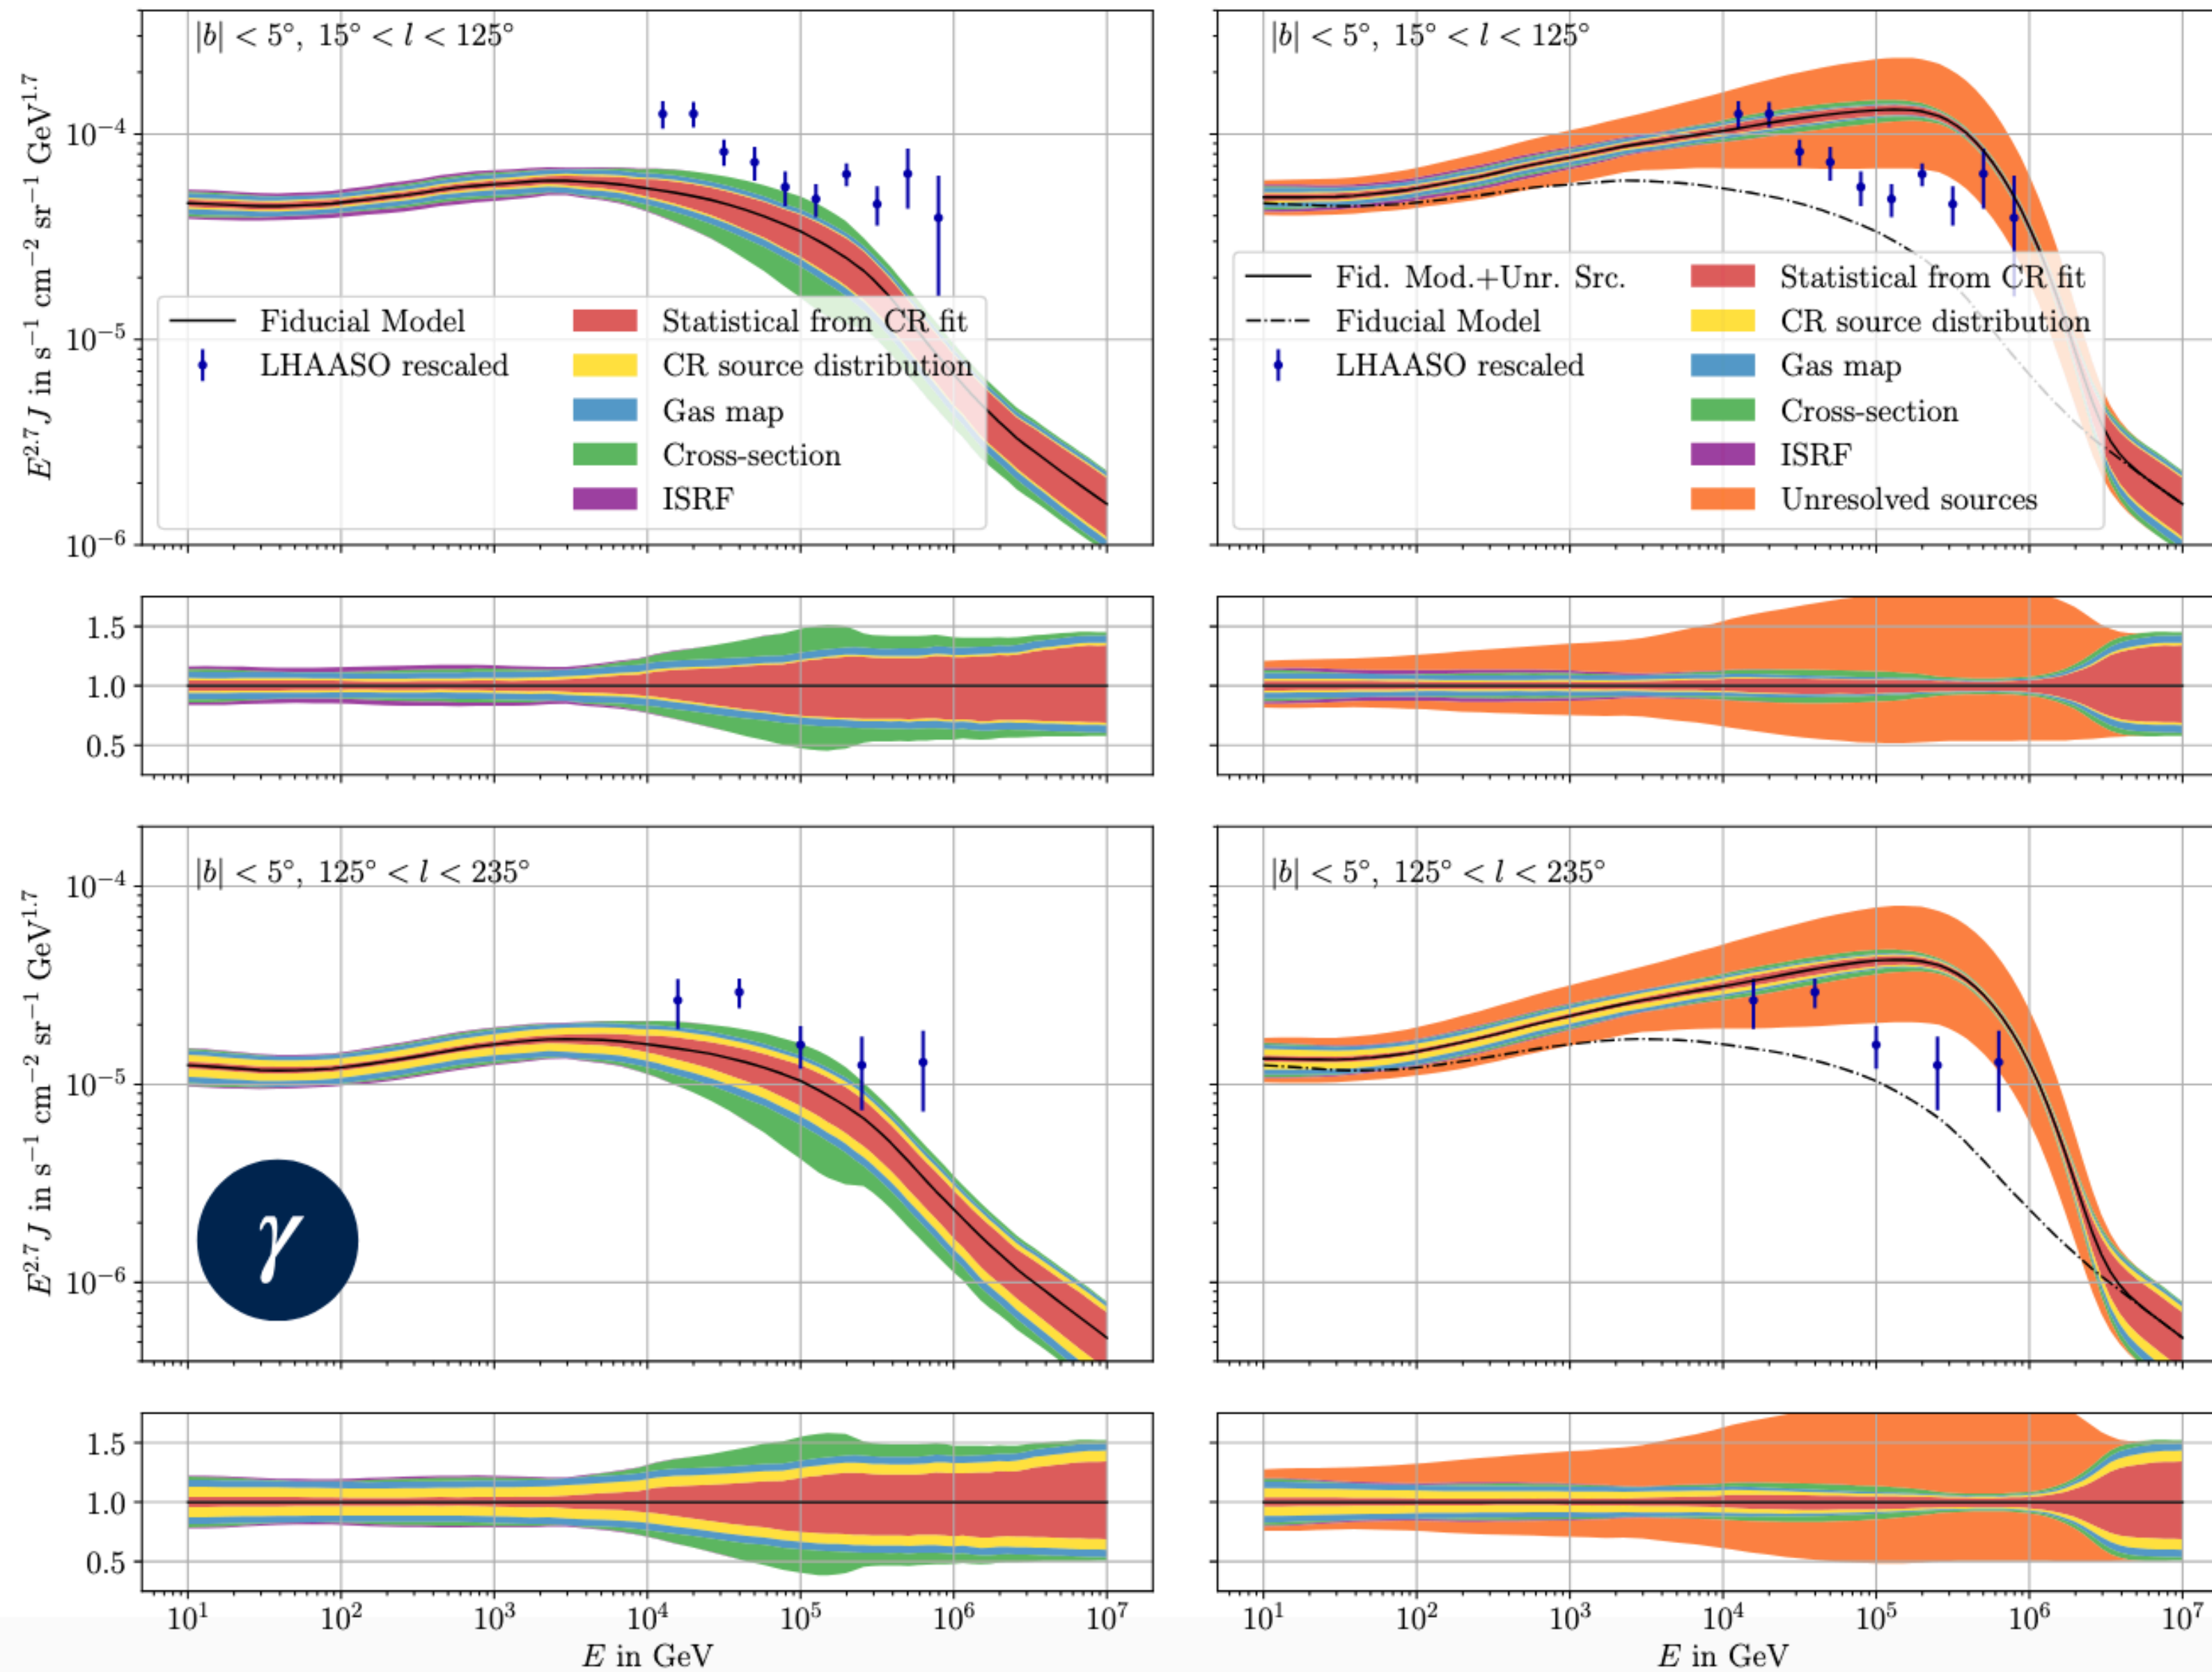 |b| < 5°, 15° < l < 125°
E^2.7 J in s^−1 cm^−2 sr^−1 GeV^1.7
10^−4
10^−5
10^−6
Fiducial Model
LHAASO rescaled
Statistical from CR fit
CR source distribution
Gas map
Cross-section
ISRF
|b| < 5°, 15° < l < 125°
Fid. Mod.+Unr. Src.
Fiducial Model
LHAASO rescaled
Statistical from CR fit
CR source distribution
Gas map
Cross-section
ISRF
Unresolved sources
1.5
1.0
0.5
|b| < 5°, 125° < l < 235°
E^2.7 J in s^−1 cm^−2 sr^−1 GeV^1.7
10^−4
10^−5
10^−6
γ
|b| < 5°, 125° < l < 235°
1.5
1.0
0.5
10^1 10^2 10^3 10^4 10^5 10^6 10^7
E in GeV
10^1 10^2 10^3 10^4 10^5 10^6 10^7
E in GeV